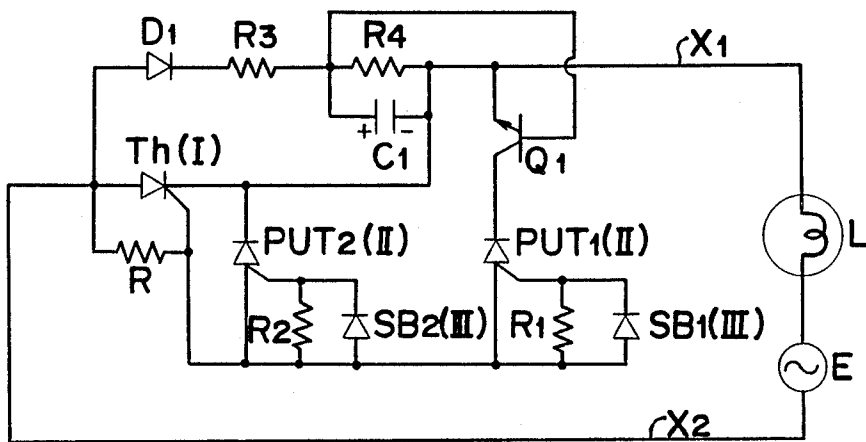 D1 R3 R4 X1
+ - C1
Th(I) Q1
L
PUT2(II) PUT1(II)
R R2 SB2(III) R1 SB1(III)
E
X2